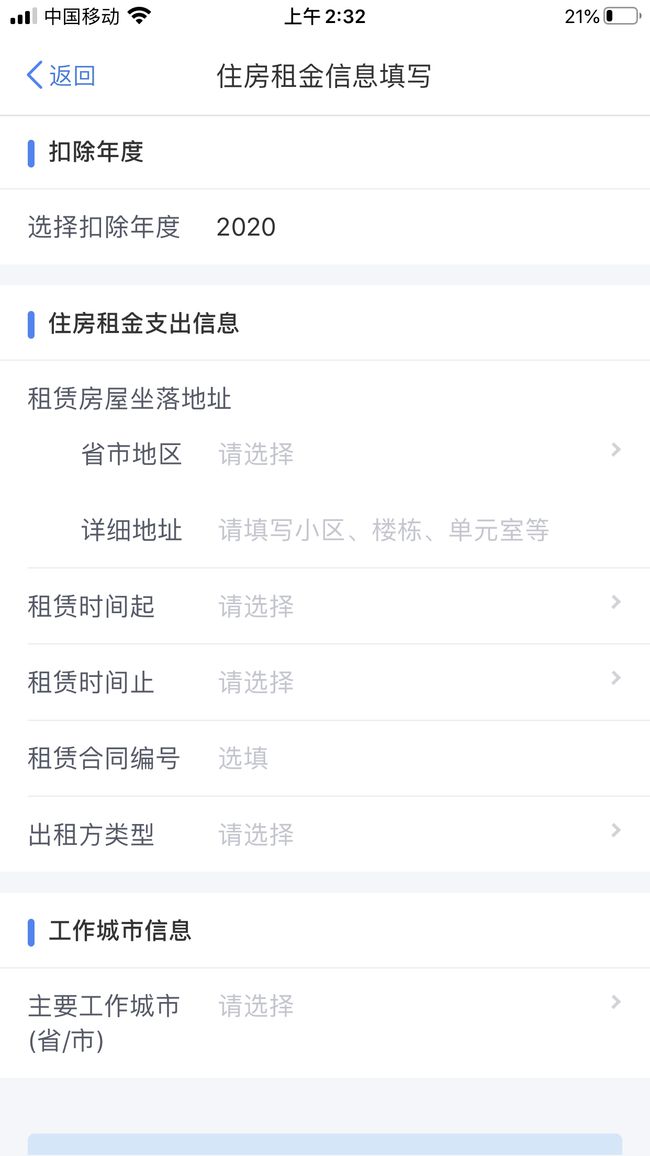 中国移动 上午 2:32 21%
返回 住房租金信息填写
扣除年度
选择扣除年度 2020
住房租金支出信息
租赁房屋坐落地址
省市地区 请选择
详细地址 请填写小区、楼栋、单元室等
租赁时间起 请选择
租赁时间止 请选择
租赁合同编号 选填
出租方类型 请选择
工作城市信息
主要工作城市 请选择
(省/市)